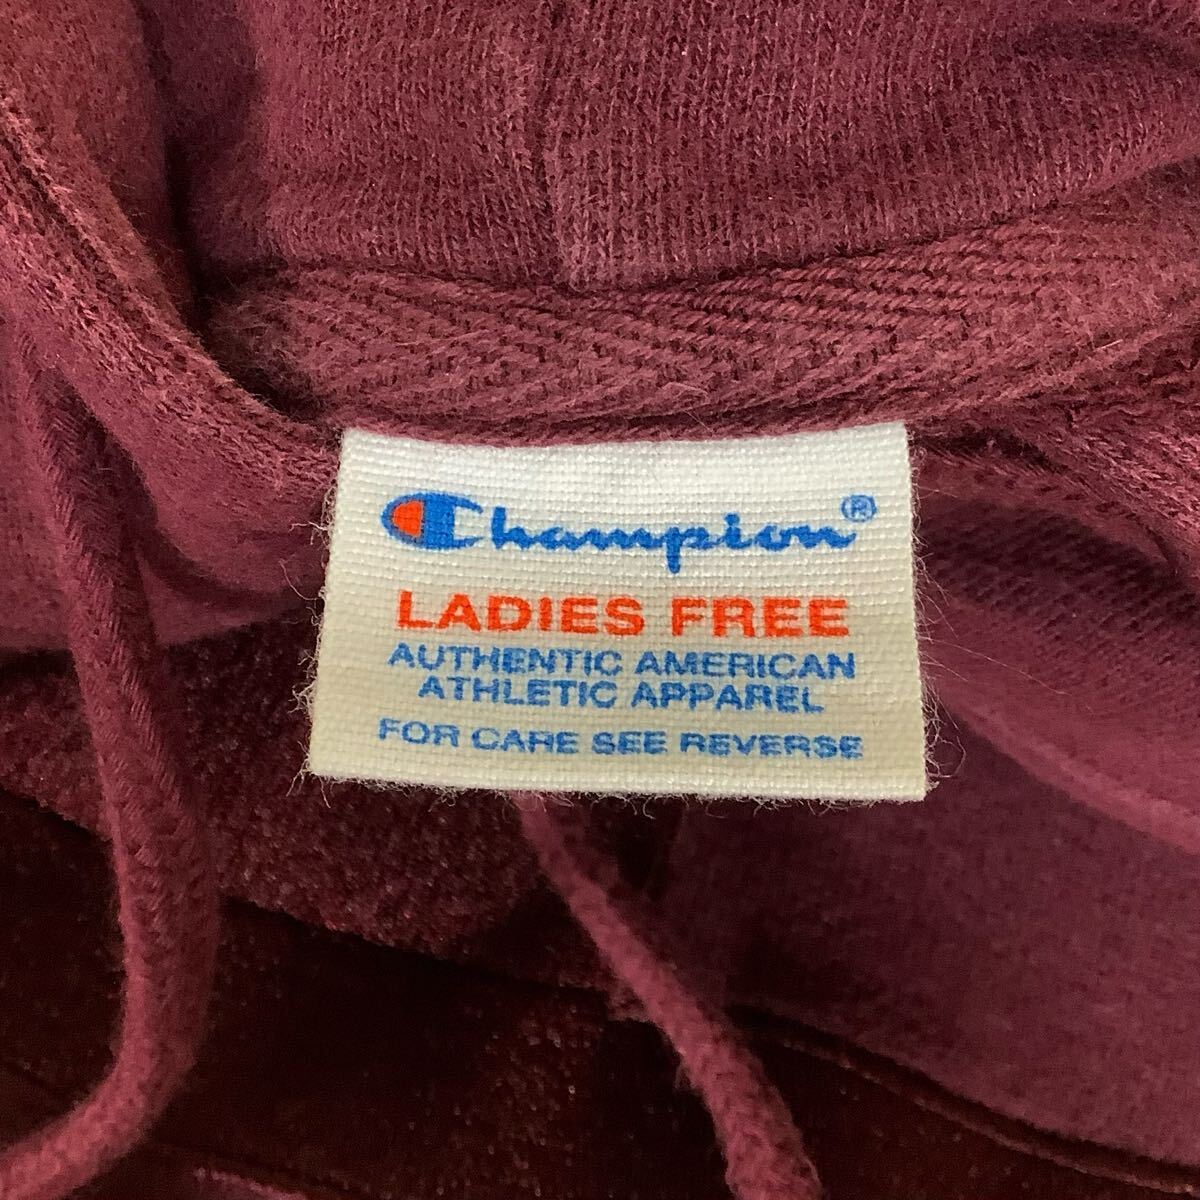 Champion®
LADIES FREE
AUTHENTIC AMERICAN
ATHLETIC APPAREL
FOR CARE SEE REVERSE